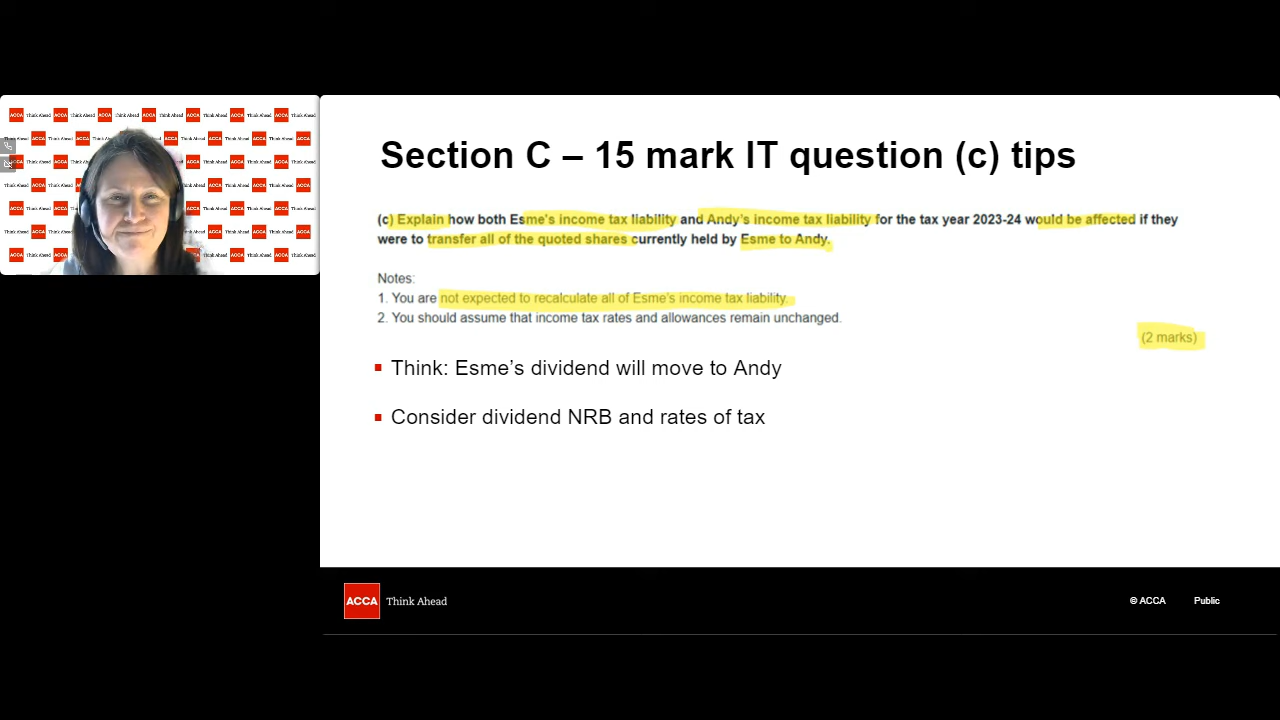 Section C – 15 mark IT question (c) tips
(c) Explain how both Esme's income tax liability and Andy's income tax liability for the tax year 2023-24 would be affected if they
were to transfer all of the quoted shares currently held by Esme to Andy.
Notes:
1. You are not expected to recalculate all of Esme's income tax liability.
2. You should assume that income tax rates and allowances remain unchanged.
(2 marks)
Think: Esme’s dividend will move to Andy
Consider dividend NRB and rates of tax
ACCA Think Ahead
© ACCA Public